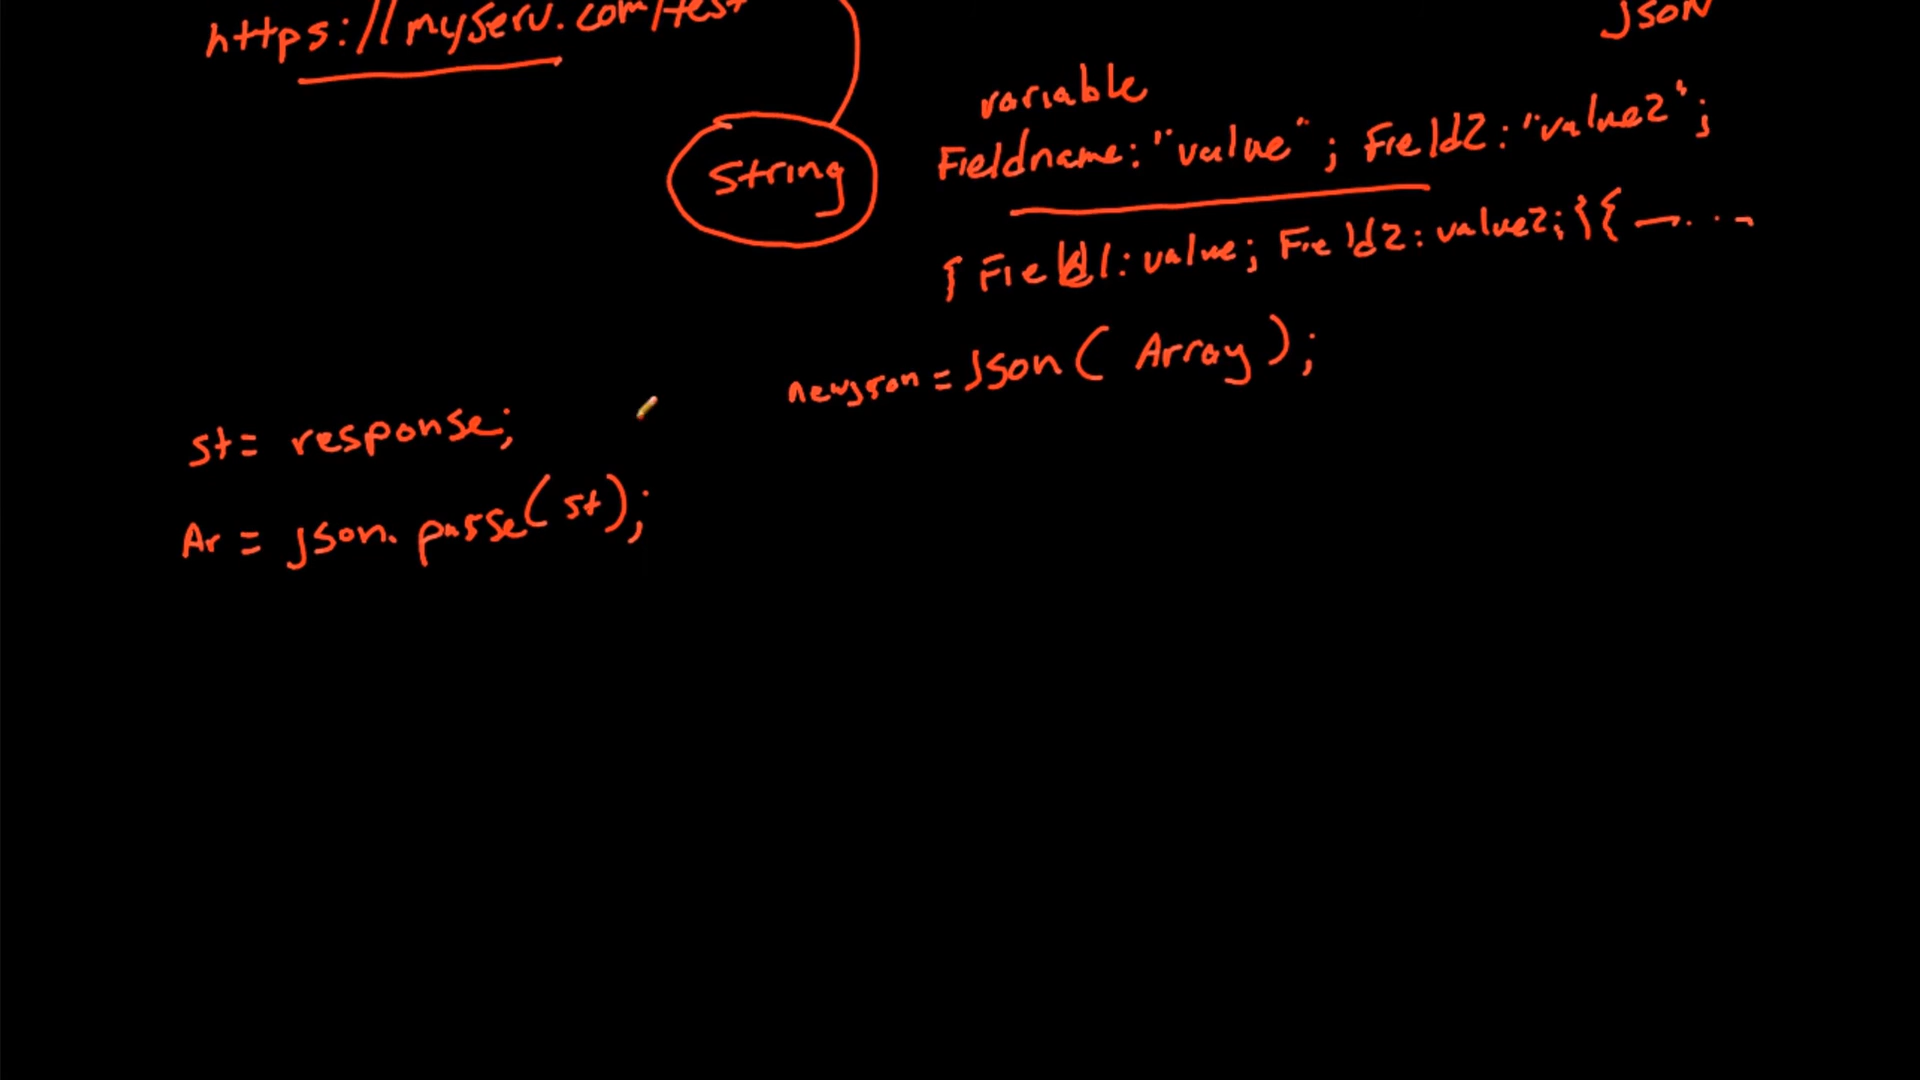 https://myserv.com/test
JSON
String
variable
Fieldname: "value" ; Field2: "value2" ;
{ Field1: value; Field2: value2; }{
newjson = Json ( Array ) ;
st = response;
Ar = json. parse ( st ) ;